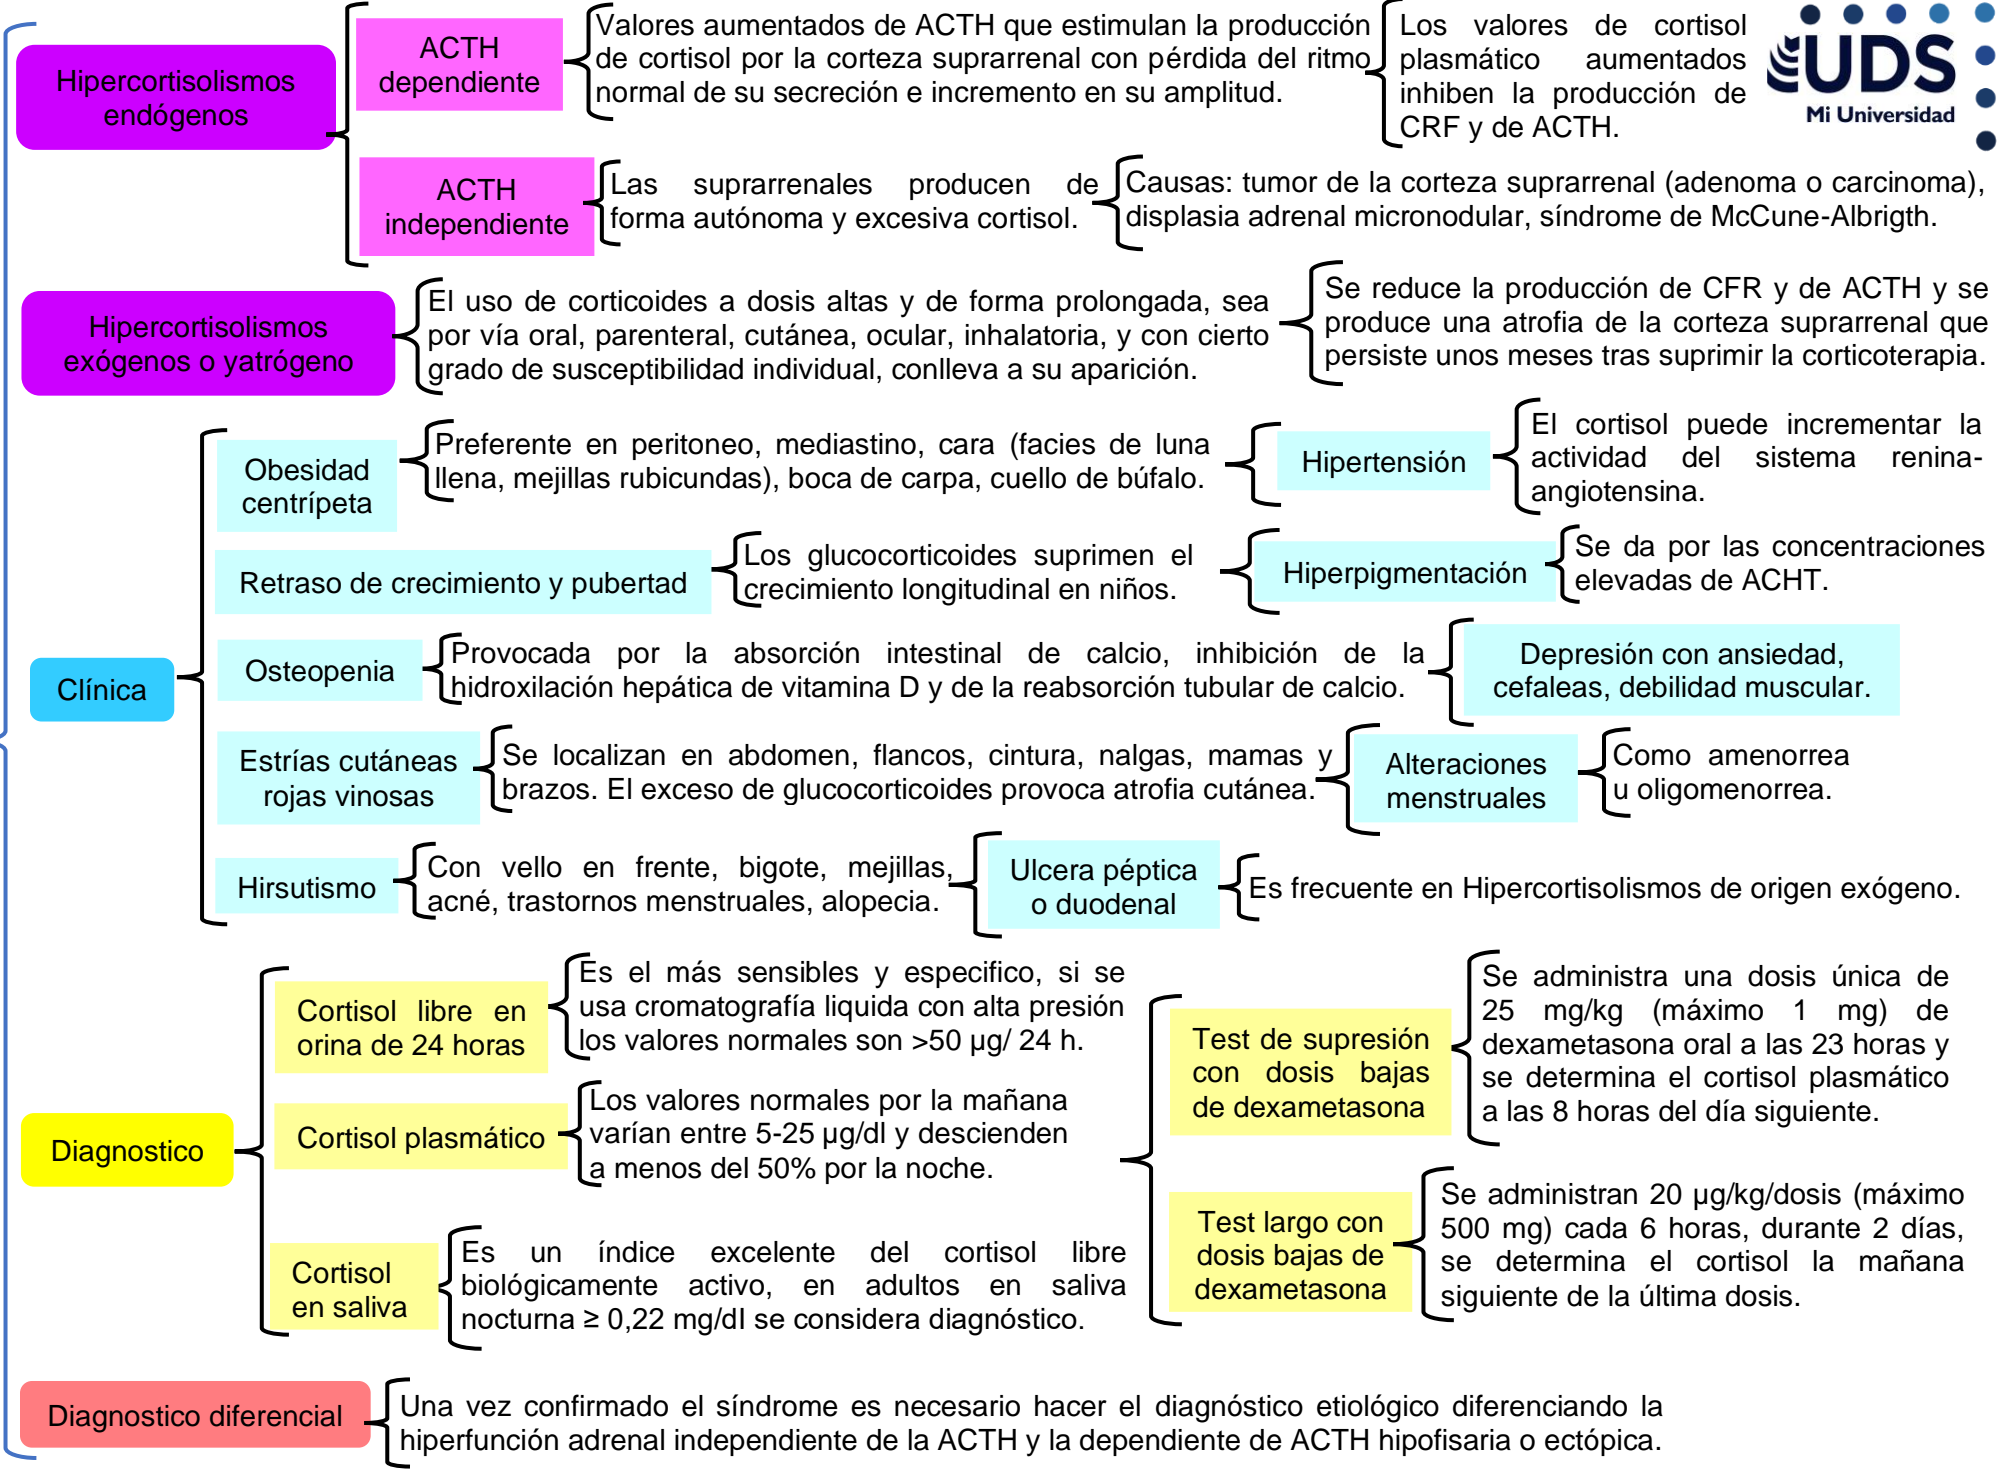 Hipercortisolismos
endógenos
ACTH
dependiente
Valores aumentados de ACTH que estimulan la producción
de cortisol por la corteza suprarrenal con pérdida del ritmo
normal de su secreción e incremento en su amplitud.
Los valores de cortisol
plasmático aumentados
inhiben la producción de
CRF y de ACTH.
UDS
Mi Universidad
ACTH
independiente
Las suprarrenales producen de
forma autónoma y excesiva cortisol.
Causas: tumor de la corteza suprarrenal (adenoma o carcinoma),
displasia adrenal micronodular, síndrome de McCune-Albrigth.
Hipercortisolismos
exógenos o yatrógeno
El uso de corticoides a dosis altas y de forma prolongada, sea
por vía oral, parenteral, cutánea, ocular, inhalatoria, y con cierto
grado de susceptibilidad individual, conlleva a su aparición.
Se reduce la producción de CFR y de ACTH y se
produce una atrofia de la corteza suprarrenal que
persiste unos meses tras suprimir la corticoterapia.
Clínica
Obesidad
centrípeta
Preferente en peritoneo, mediastino, cara (facies de luna
llena, mejillas rubicundas), boca de carpa, cuello de búfalo.
Hipertensión
El cortisol puede incrementar la
actividad del sistema renina-
angiotensina.
Retraso de crecimiento y pubertad
Los glucocorticoides suprimen el
crecimiento longitudinal en niños.
Hiperpigmentación
Se da por las concentraciones
elevadas de ACHT.
Osteopenia
Provocada por la absorción intestinal de calcio, inhibición de la
hidroxilación hepática de vitamina D y de la reabsorción tubular de calcio.
Depresión con ansiedad,
cefaleas, debilidad muscular.
Estrías cutáneas
rojas vinosas
Se localizan en abdomen, flancos, cintura, nalgas, mamas y
brazos. El exceso de glucocorticoides provoca atrofia cutánea.
Alteraciones
menstruales
Como amenorrea
u oligomenorrea.
Hirsutismo
Con vello en frente, bigote, mejillas,
acné, trastornos menstruales, alopecia.
Ulcera péptica
o duodenal
Es frecuente en Hipercortisolismos de origen exógeno.
Diagnostico
Cortisol libre en
orina de 24 horas
Es el más sensibles y especifico, si se
usa cromatografía liquida con alta presión
los valores normales son >50 µg/ 24 h.
Cortisol plasmático
Los valores normales por la mañana
varían entre 5-25 µg/dl y descienden
a menos del 50% por la noche.
Cortisol
en saliva
Es un índice excelente del cortisol libre
biológicamente activo, en adultos en saliva
nocturna ≥ 0,22 mg/dl se considera diagnóstico.
Test de supresión
con dosis bajas
de dexametasona
Se administra una dosis única de
25 mg/kg (máximo 1 mg) de
dexametasona oral a las 23 horas y
se determina el cortisol plasmático
a las 8 horas del día siguiente.
Test largo con
dosis bajas de
dexametasona
Se administran 20 µg/kg/dosis (máximo
500 mg) cada 6 horas, durante 2 días,
se determina el cortisol la mañana
siguiente de la última dosis.
Diagnostico diferencial
Una vez confirmado el síndrome es necesario hacer el diagnóstico etiológico diferenciando la
hiperfunción adrenal independiente de la ACTH y la dependiente de ACTH hipofisaria o ectópica.